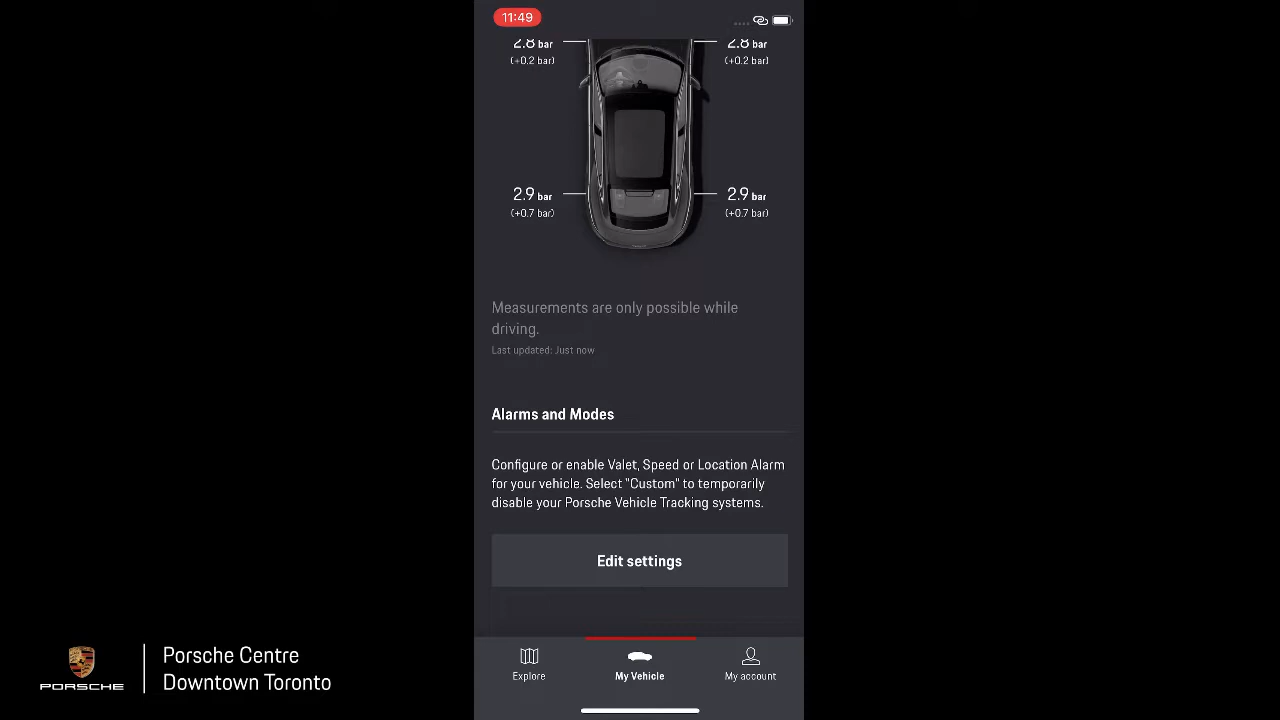 11:49
2.8 bar
2.8 bar
(+0.2 bar)
(+0.2 bar)
2.9 bar
2.9 bar
(+0.7 bar)
(+0.7 bar)
Measurements are only possible while
driving.
Last updated: Just now
Alarms and Modes
Configure or enable Valet, Speed or Location Alarm
for your vehicle. Select "Custom" to temporarily
disable your Porsche Vehicle Tracking systems.
Edit settings
Explore
My Vehicle
My account
PORSCHE
Porsche Centre
Downtown Toronto